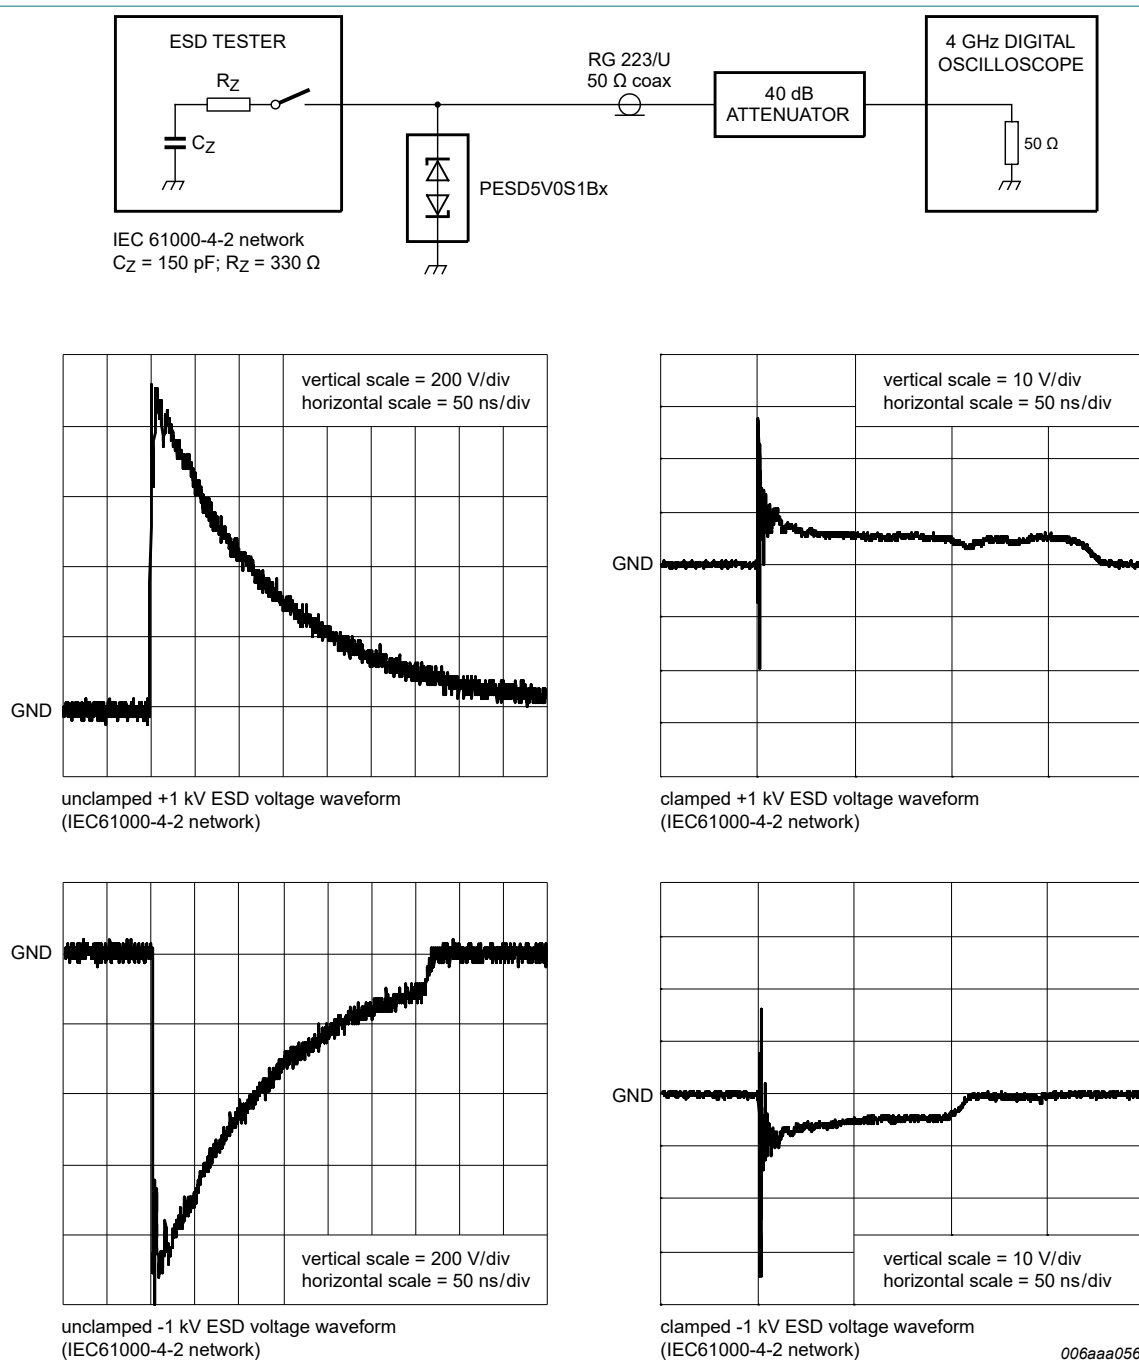 ESD TESTER
RZ
CZ
IEC 61000-4-2 network
CZ = 150 pF; RZ = 330 Ω
PESD5V0S1Bx
RG 223/U
50 Ω coax
40 dB
ATTENUATOR
4 GHz DIGITAL
OSCILLOSCOPE
50 Ω
vertical scale = 200 V/div
horizontal scale = 50 ns/div
GND
unclamped +1 kV ESD voltage waveform
(IEC61000-4-2 network)
vertical scale = 10 V/div
horizontal scale = 50 ns/div
GND
clamped +1 kV ESD voltage waveform
(IEC61000-4-2 network)
GND
vertical scale = 200 V/div
horizontal scale = 50 ns/div
unclamped -1 kV ESD voltage waveform
(IEC61000-4-2 network)
GND
vertical scale = 10 V/div
horizontal scale = 50 ns/div
clamped -1 kV ESD voltage waveform
(IEC61000-4-2 network)
006aaa056